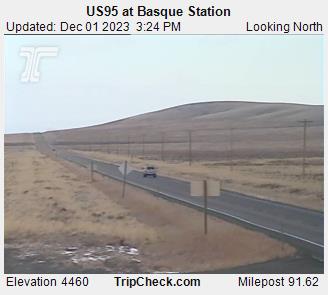 US95 at Basque Station
Updated: Dec 01 2023 3:24 PM Looking North
Elevation 4460 TripCheck.com Milepost 91.62